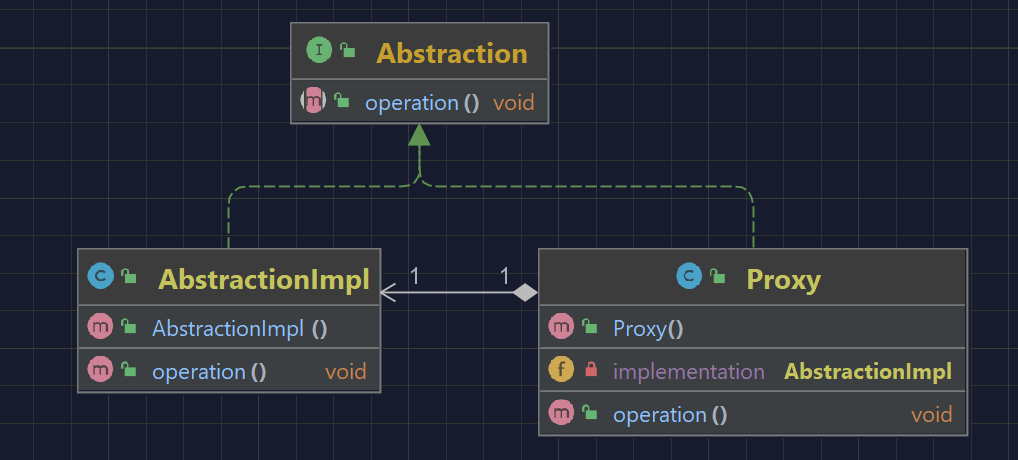 I Abstraction
m operation () void
C AbstractionImpl
m AbstractionImpl ()
m operation () void
1 1
C Proxy
m Proxy()
f implementation AbstractionImpl
m operation () void